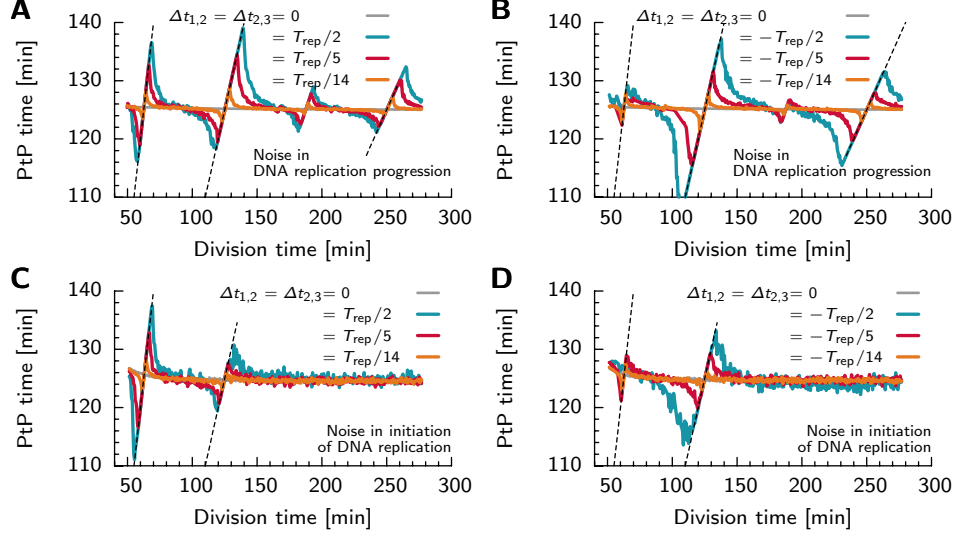 A
B
140
130
120
110
PtP time [min]
Δt1,2 = Δt2,3= 0
= Trep/2
= Trep/5
= Trep/14
Noise in
DNA replication progression
50 100 150 200 250 300
Division time [min]
140
130
120
110
PtP time [min]
Δt1,2 = Δt2,3= 0
= −Trep/2
= −Trep/5
= −Trep/14
Noise in
DNA replication progression
50 100 150 200 250 300
Division time [min]
C
D
140
130
120
110
PtP time [min]
Δt1,2 = Δt2,3= 0
= Trep/2
= Trep/5
= Trep/14
Noise in initiation
of DNA replication
50 100 150 200 250 300
Division time [min]
140
130
120
110
PtP time [min]
Δt1,2 = Δt2,3= 0
= −Trep/2
= −Trep/5
= −Trep/14
Noise in initiation
of DNA replication
50 100 150 200 250 300
Division time [min]